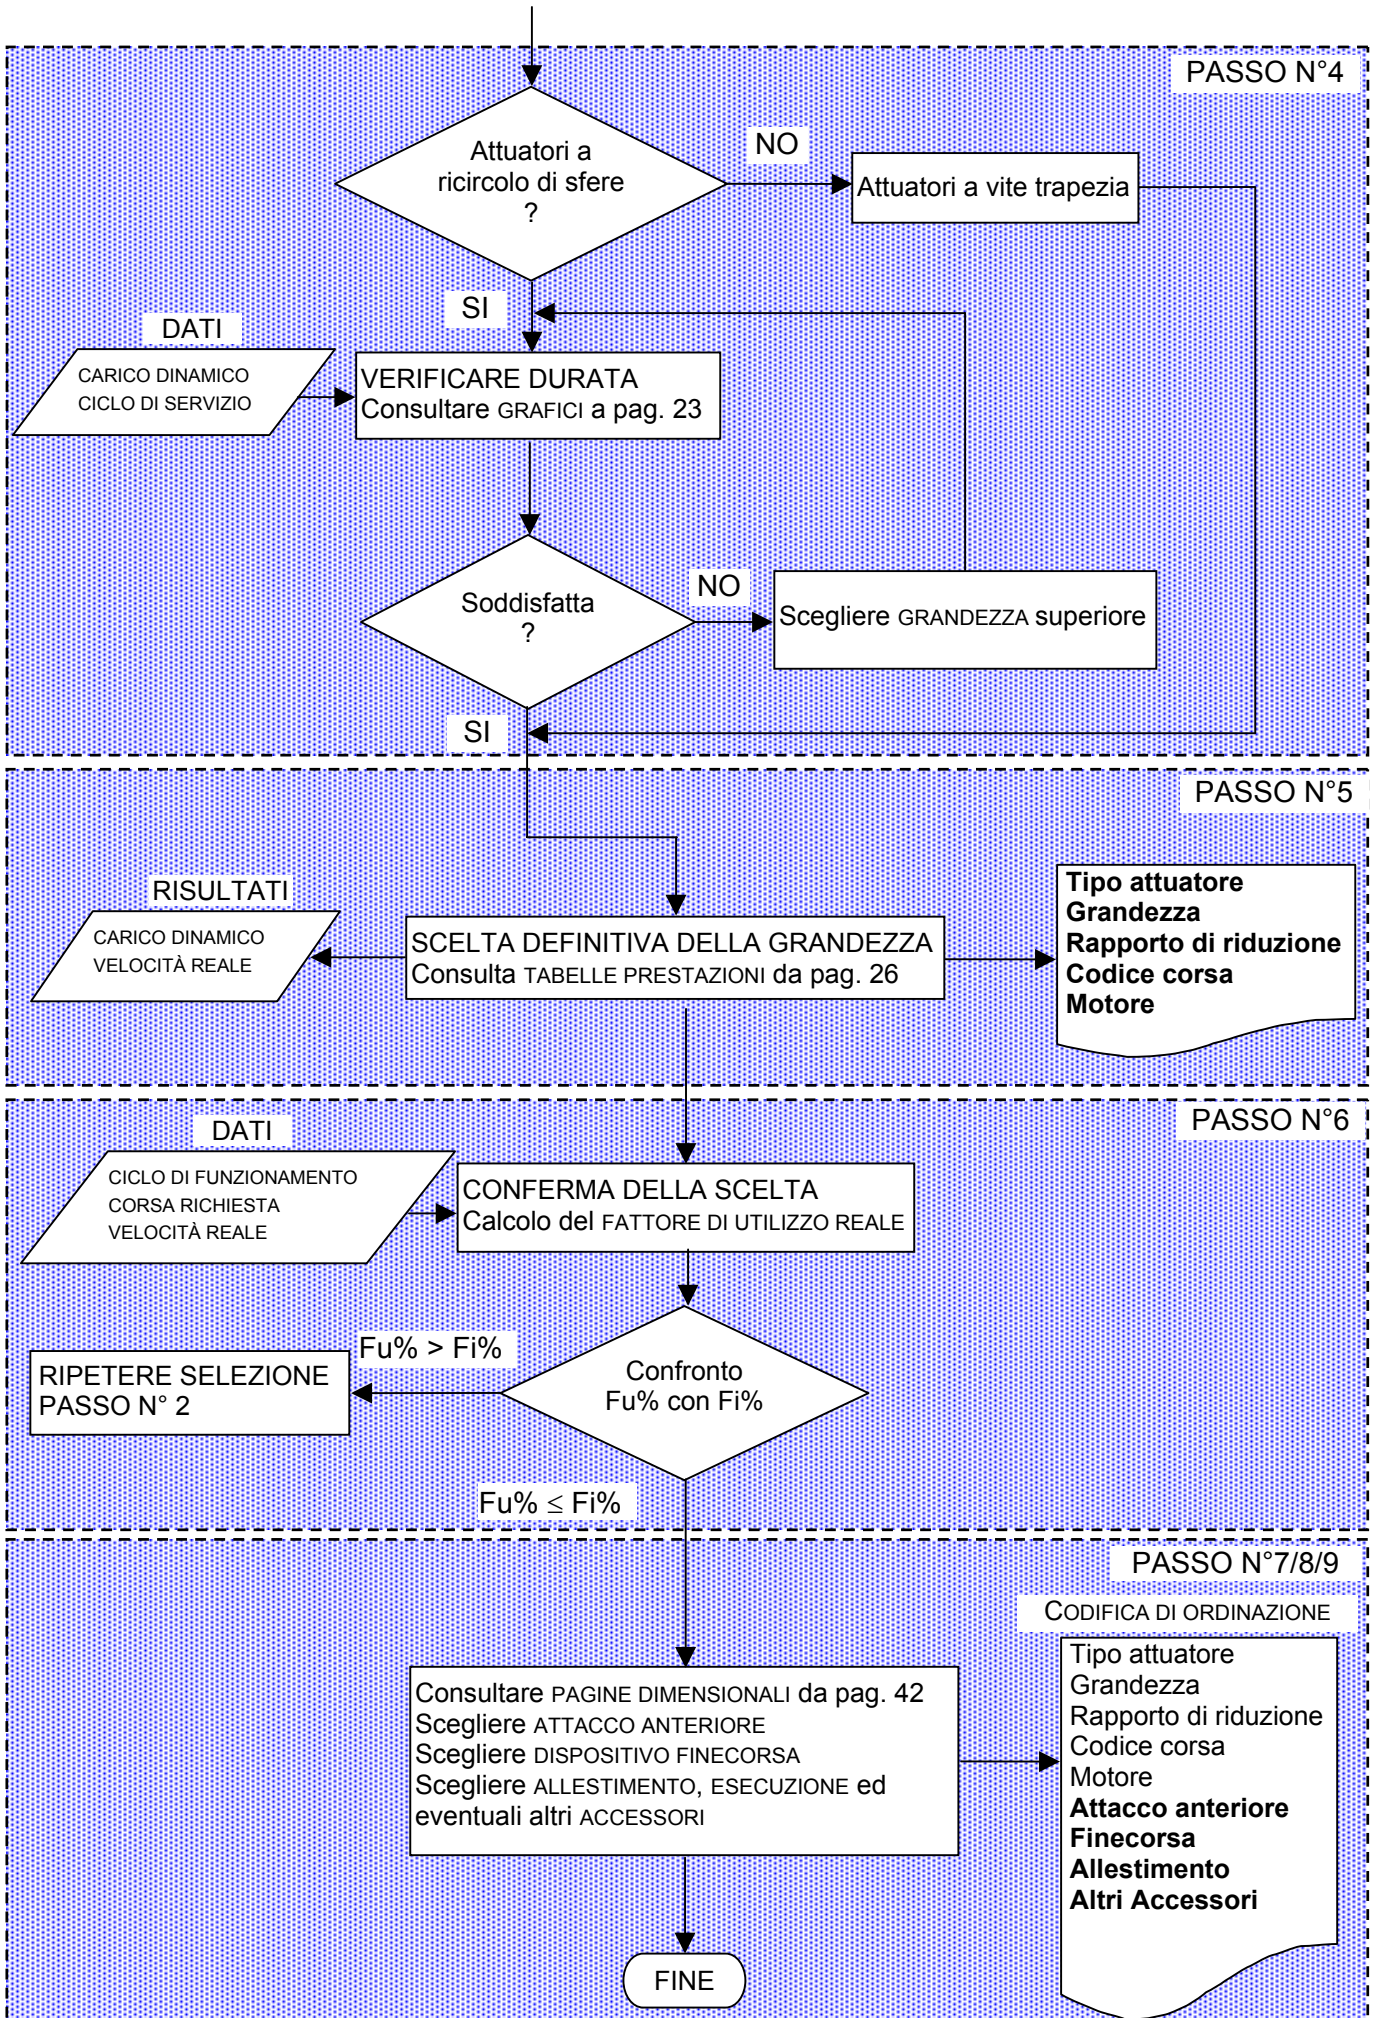 PASSO N°4
Attuatori a
ricircolo di sfere
?
NO
Attuatori a vite trapezia
SI
DATI
CARICO DINAMICO
CICLO DI SERVIZIO
VERIFICARE DURATA
Consultare GRAFICI a pag. 23
Soddisfatta
?
NO
Scegliere GRANDEZZA superiore
SI
PASSO N°5
RISULTATI
CARICO DINAMICO
VELOCITÀ REALE
SCELTA DEFINITIVA DELLA GRANDEZZA
Consulta TABELLE PRESTAZIONI da pag. 26
Tipo attuatore
Grandezza
Rapporto di riduzione
Codice corsa
Motore
PASSO N°6
DATI
CICLO DI FUNZIONAMENTO
CORSA RICHIESTA
VELOCITÀ REALE
CONFERMA DELLA SCELTA
Calcolo del FATTORE DI UTILIZZO REALE
Fu% > Fi%
RIPETERE SELEZIONE
PASSO N° 2
Confronto
Fu% con Fi%
Fu% ≤ Fi%
PASSO N°7/8/9
CODIFICA DI ORDINAZIONE
Consultare PAGINE DIMENSIONALI da pag. 42
Scegliere ATTACCO ANTERIORE
Scegliere DISPOSITIVO FINECORSA
Scegliere ALLESTIMENTO, ESECUZIONE ed
eventuali altri ACCESSORI
Tipo attuatore
Grandezza
Rapporto di riduzione
Codice corsa
Motore
Attacco anteriore
Finecorsa
Allestimento
Altri Accessori
FINE